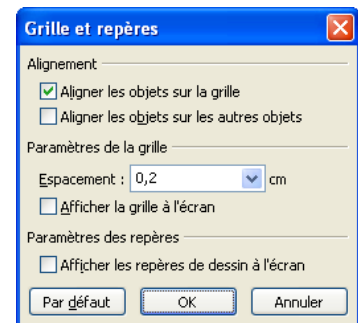 Grille et repères
Alignement
Aligner les objets sur la grille
Aligner les objets sur les autres objets
Paramètres de la grille
Espacement : 0,2 cm
Afficher la grille à l'écran
Paramètres des repères
Afficher les repères de dessin à l'écran
Par défaut OK Annuler